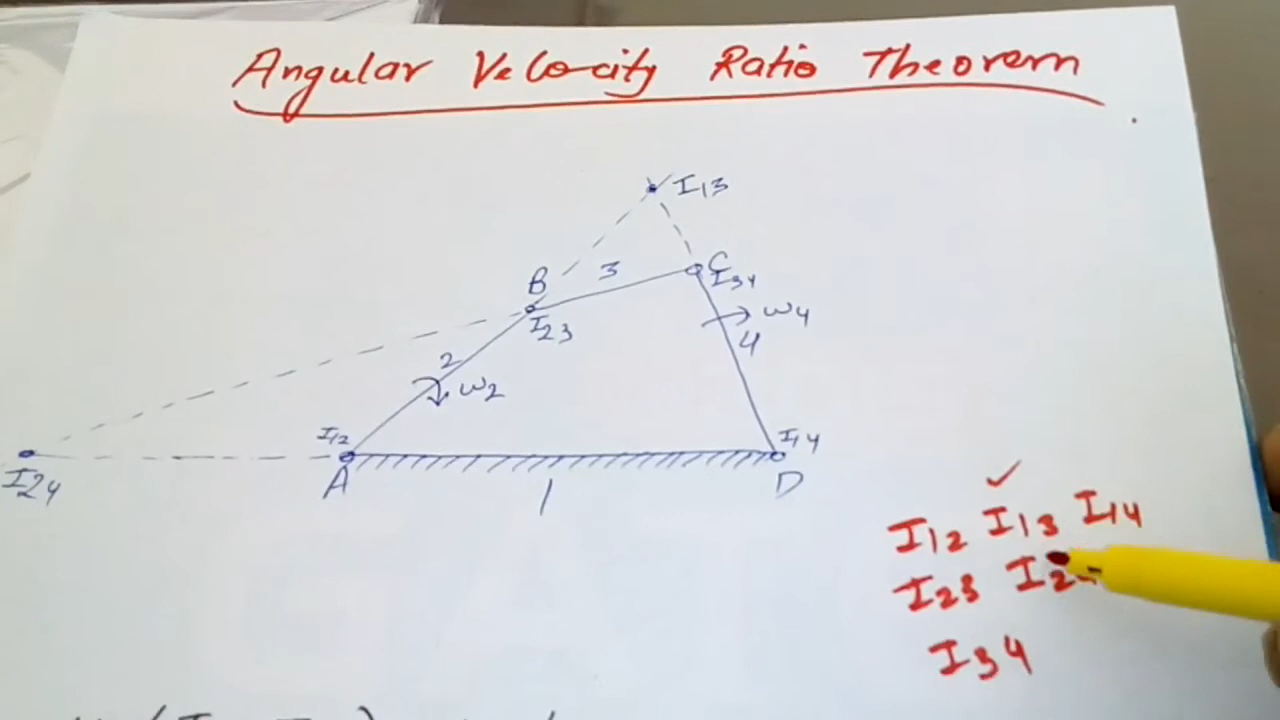 Angular Velocity Ratio Theorem
I13
B
3
C
I34
I23
ω4
4
2
ω2
I12
I14
I24
A
1
D
I12 I13 I14
I23 I24
I34